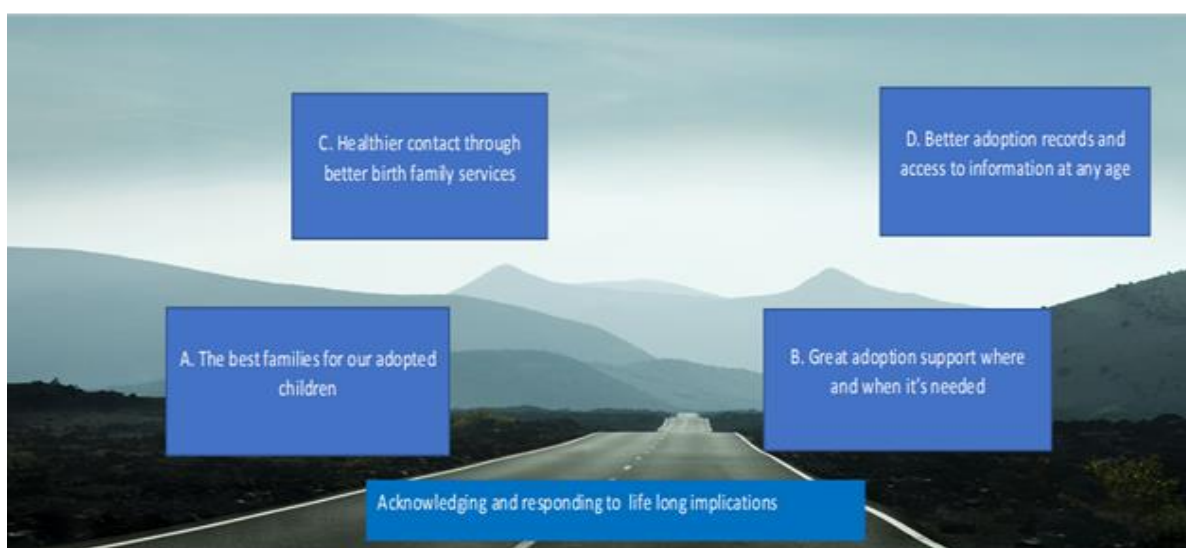 C. Healthier contact through
better birth family services
D. Better adoption records and
access to information at any age
A. The best families for our adopted
children
B. Great adoption support where
and when it's needed
Acknowledging and responding to  life long implications